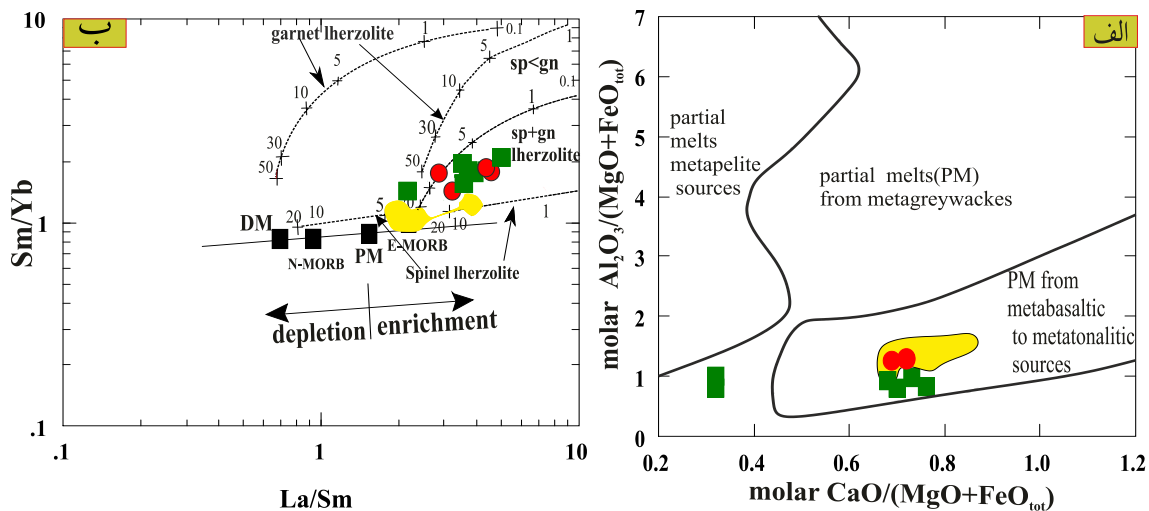 ب
10
1
.1
.1
1
10
Sm/Yb
La/Sm
garnet lherzolite
0.1
1
5
10
30
50
1
5
10
30
50
sp<gn
0.1
1
5
sp+gn
lherzolite
20
10
5
20
10
1
DM
N-MORB
PM
E-MORB
Spinel lherzolite
depletion
enrichment
الف
7
6
5
4
3
2
1
0
0.2
0.4
0.6
0.8
1.0
1.2
molar Al₂O₃/(MgO+FeOtot)
molar CaO/(MgO+FeOtot)
partial
melts
metapelite
sources
partial melts(PM)
from metagreywackes
PM from
metabasaltic
to metatonalitic
sources